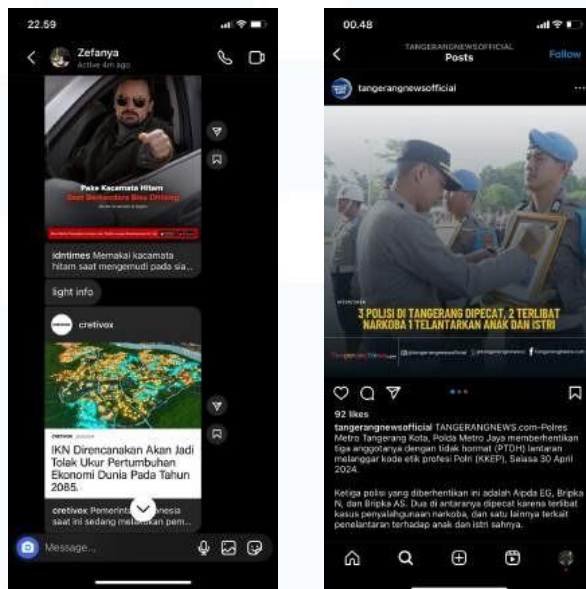 22.59
Zefanya
Active 4m ago
Pake Kacamata Hitam
Saat Berkendara Bisa Ditilang
idntimes Memakai kacamata
hitam saat mengemudi pada sia...
light info
cretivox
IKN Direncanakan Akan Jadi
Tolak Ukur Pertumbuhan
Ekonomi Dunia Pada Tahun
2085.
cretivox Pemerint
nesia
saat ini sedang melakukan pem...
Message...
00.48
TANGERANGNEWSOFFICIAL
Posts
Follow
tangerangnewsofficial
3 POLISI DI TANGERANG DIPECAT, 2 TERLIBAT
NARKOBA 1 TELANTARKAN ANAK DAN ISTRI
92 likes
tangerangnewsofficial TANGERANGNEWS.com-Polres
Metro Tangerang Kota, Polda Metro Jaya memberhentikan
tiga anggotanya dengan tidak hormat (PTDH) lantaran
melanggar kode etik profesi Polri (KKEP), Selasa 30 April
2024.
Ketiga polisi yang diberhentikan ini adalah Aipda EG, Bripka
N, dan Bripka AS. Dua di antaranya dipecat karena terlibat
kasus penyalahgunaan narkoba, dan satu lainnya terkait
penelantaran terhadap anak dan istri sahnya.